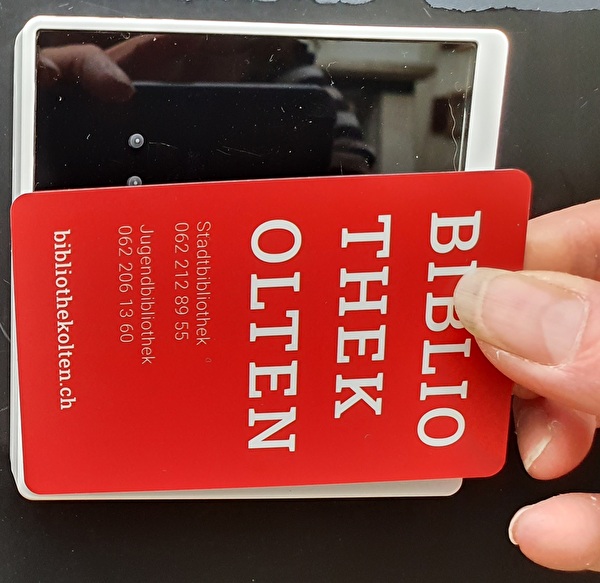 BIBLIO
THEK
OLTEN
Stadtbibliothek
062 212 89 55
Jugendbibliothek
062 206 13 60
bibliothekolten.ch